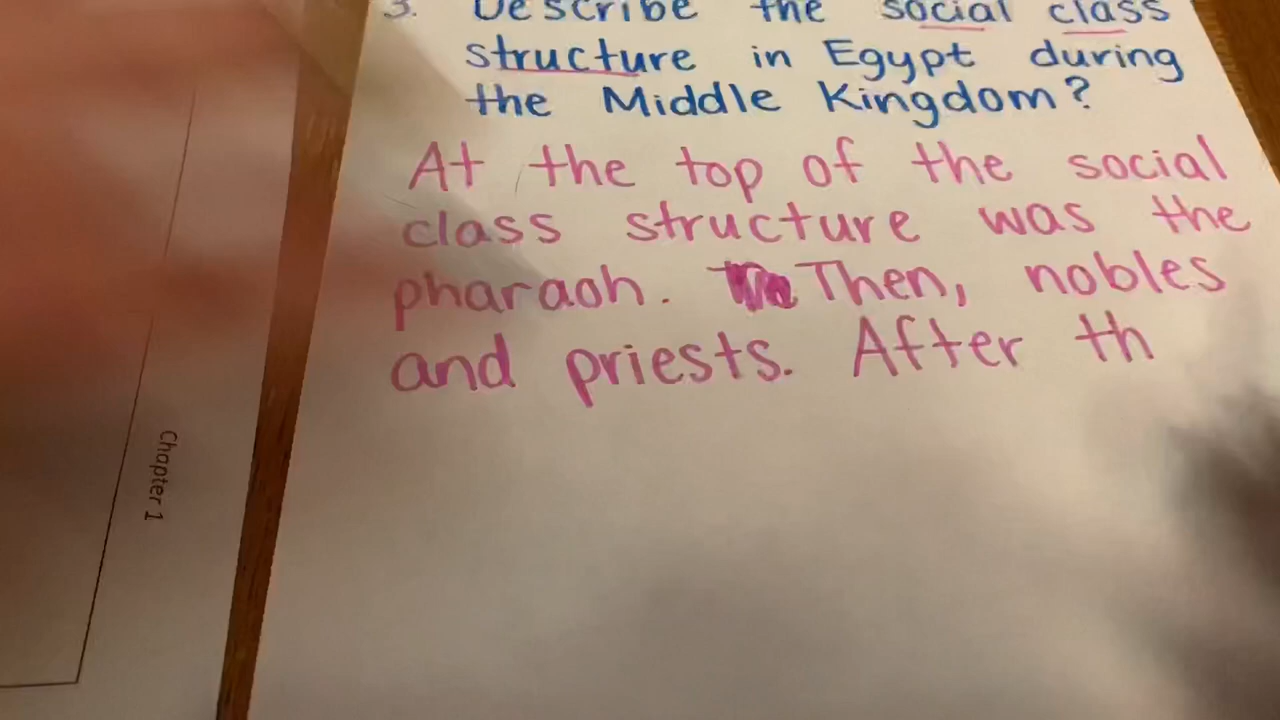 3. Describe the social class
structure in Egypt during
the Middle Kingdom?
At the top of the social
class structure was the
pharaoh. Then, nobles
and priests. After th
Chapter 1